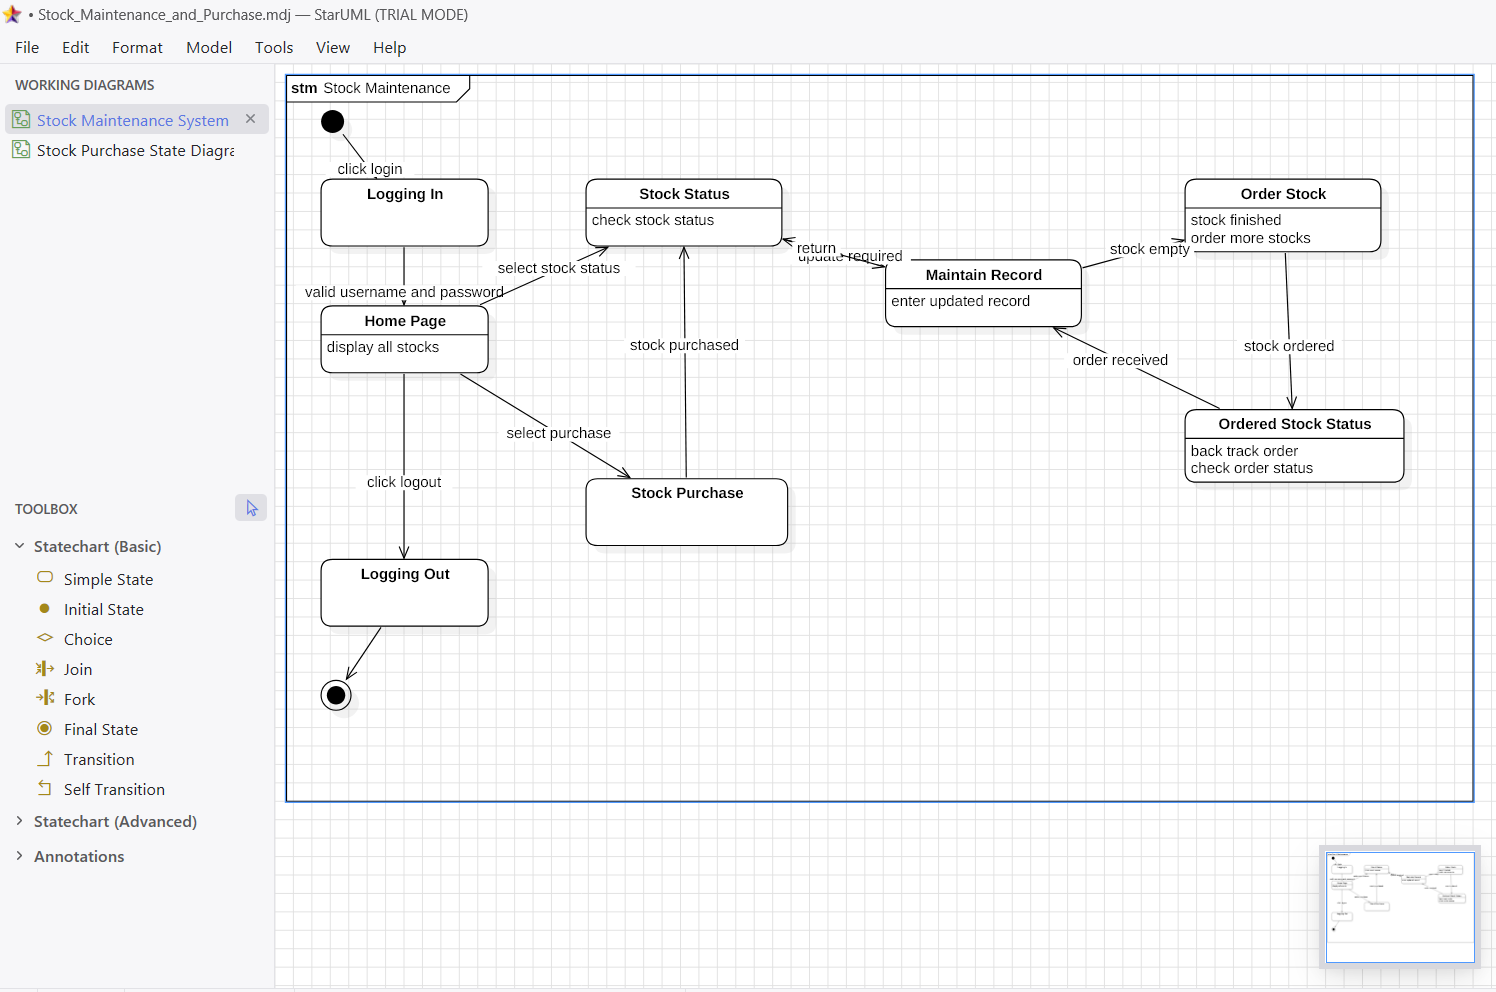 • Stock_Maintenance_and_Purchase.mdj — StarUML (TRIAL MODE)
File Edit Format Model Tools View Help
WORKING DIAGRAMS
Stock Maintenance System ×
Stock Purchase State Diagra
TOOLBOX
Statechart (Basic)
Simple State
Initial State
Choice
Join
Fork
Final State
Transition
Self Transition
Statechart (Advanced)
Annotations
stm Stock Maintenance
click login
Logging In
valid username and password
Home Page
display all stocks
click logout
Logging Out
select stock status
select purchase
Stock Status
check stock status
stock purchased
Stock Purchase
return
update required
Maintain Record
enter updated record
stock empty
order received
Order Stock
stock finished
order more stocks
stock ordered
Ordered Stock Status
back track order
check order status